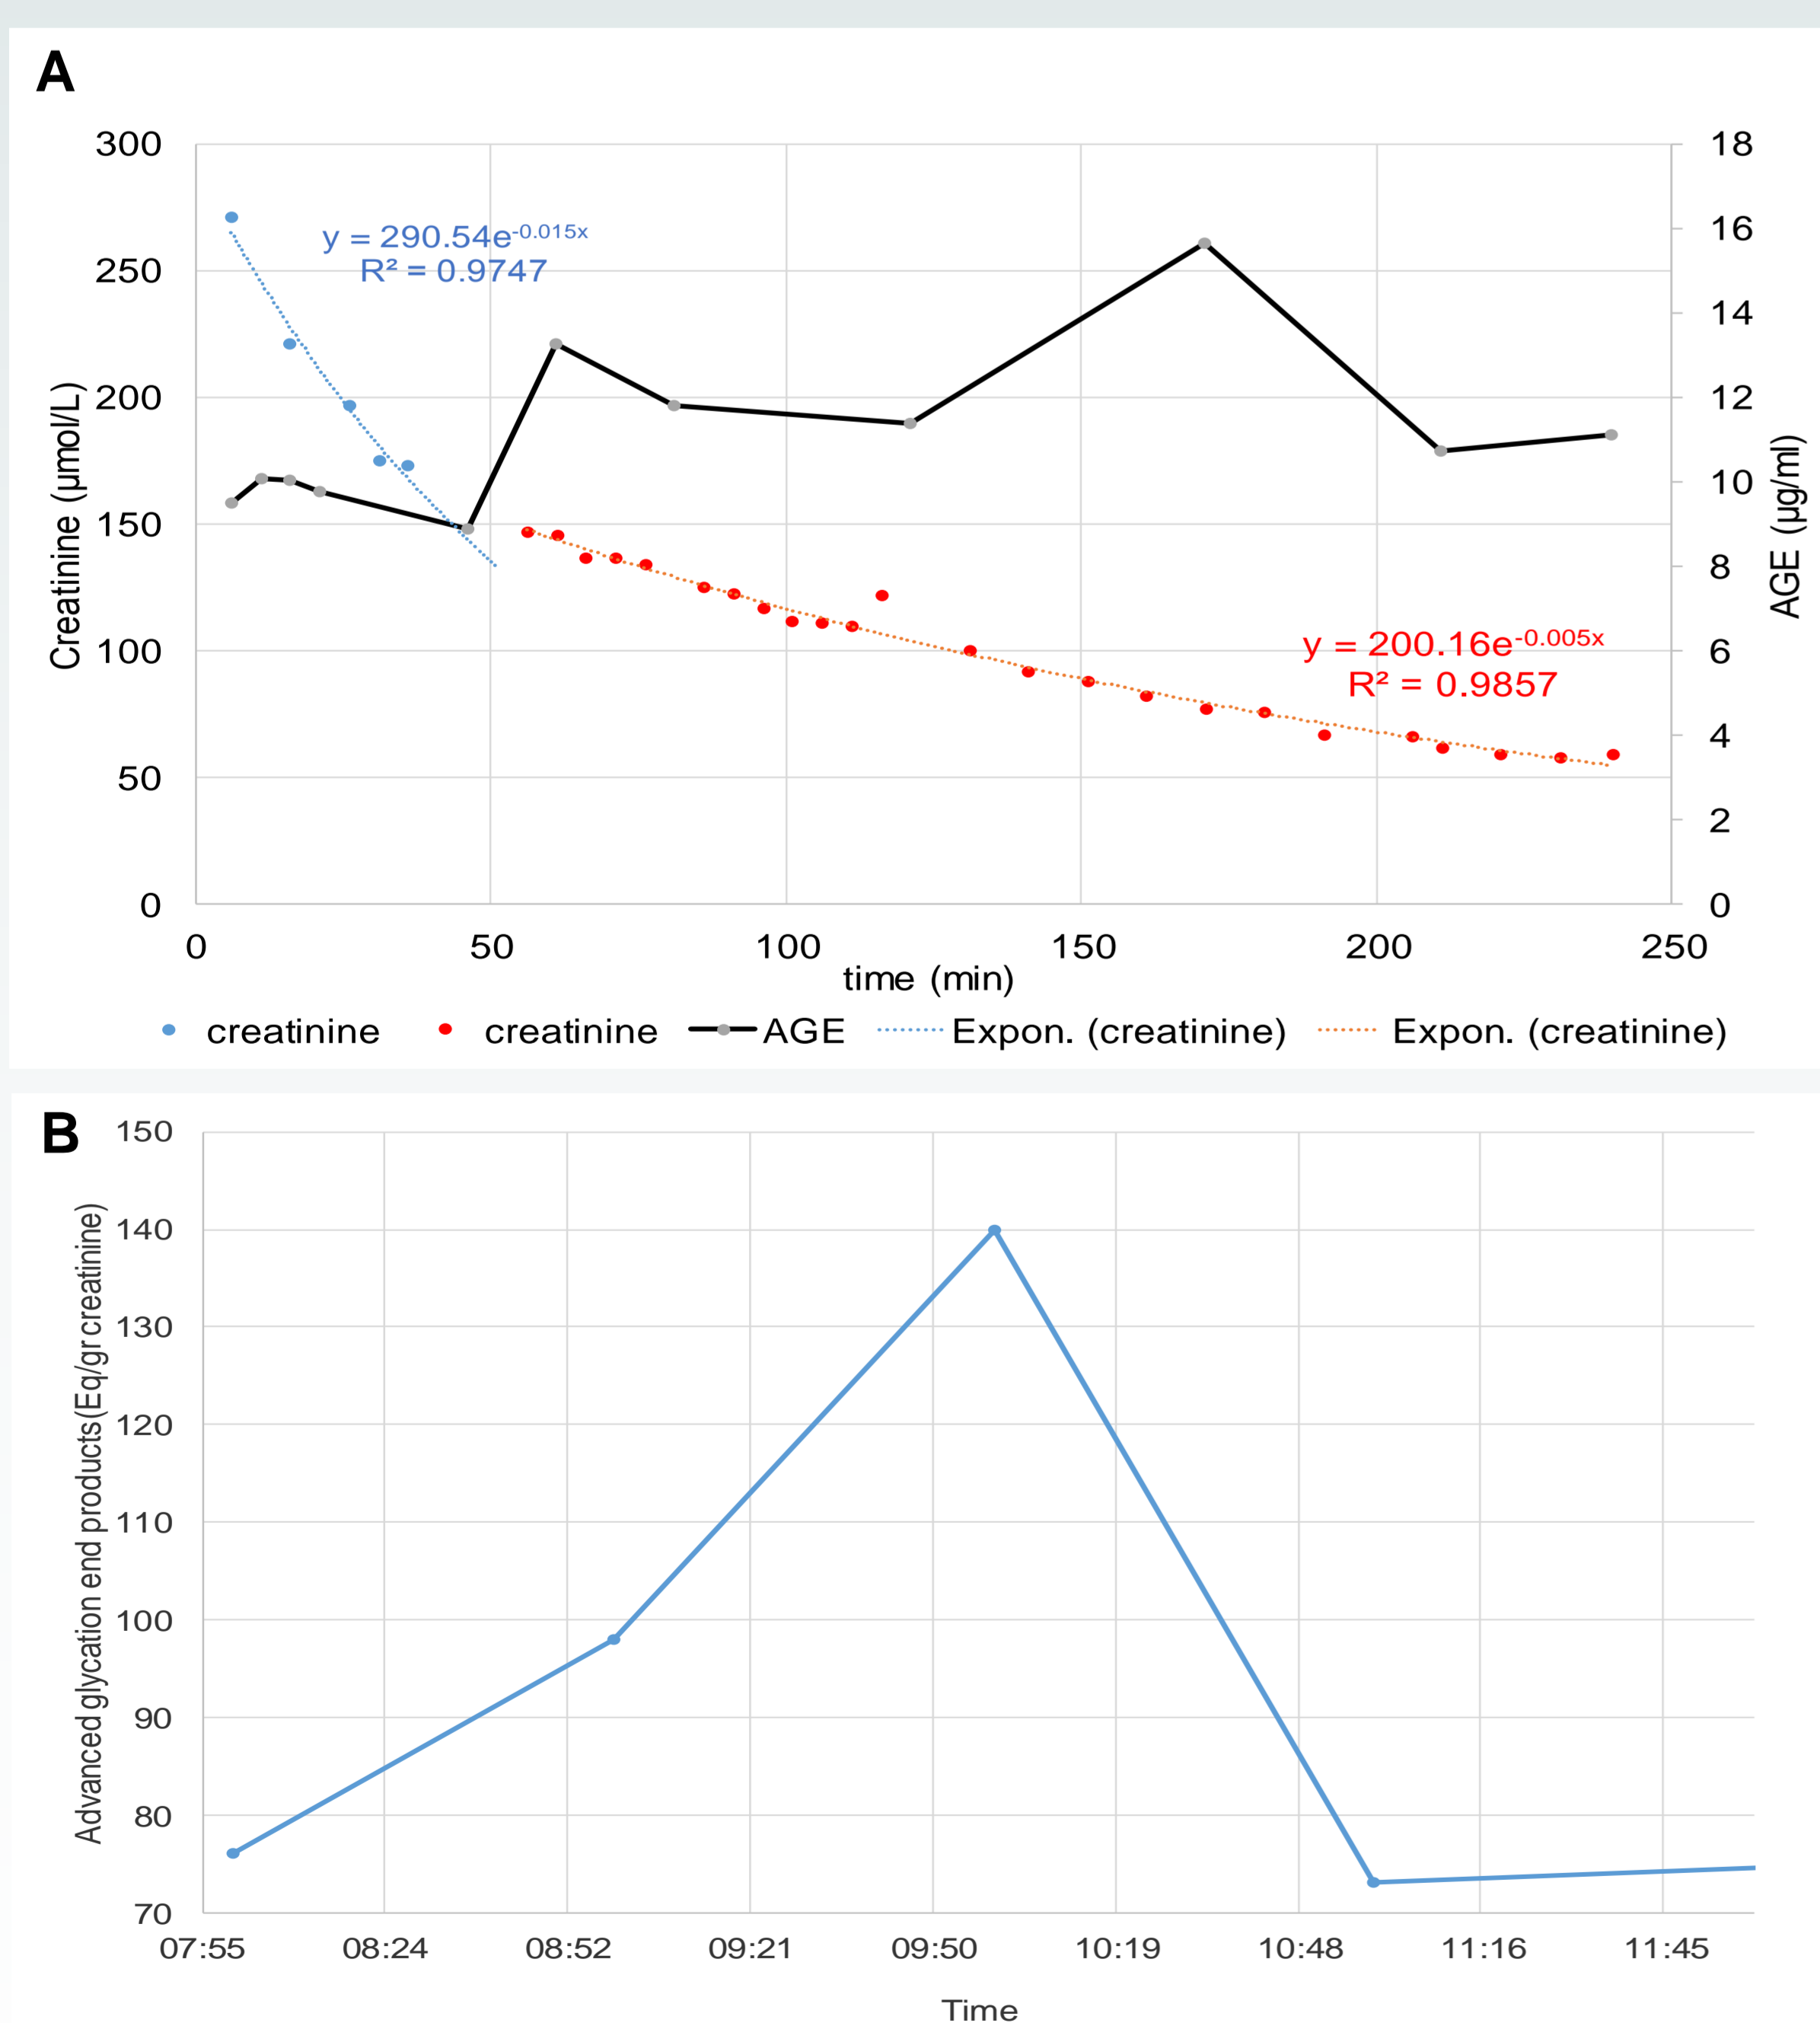 A
300
250
200
150
100
50
0
Creatinine (µmol/L)
y = 290.54e^-0.015x
R² = 0.9747
y = 200.16e^-0.005x
R² = 0.9857
18
16
14
12
10
8
6
4
2
0
AGE (µg/ml)
0 50 100 150 200 250
time (min)
creatinine creatinine AGE Expon. (creatinine) Expon. (creatinine)
B
150
140
130
120
110
100
90
80
70
Advanced glycation end products(Eq/gr creatinine)
07:55 08:24 08:52 09:21 09:50 10:19 10:48 11:16 11:45
Time